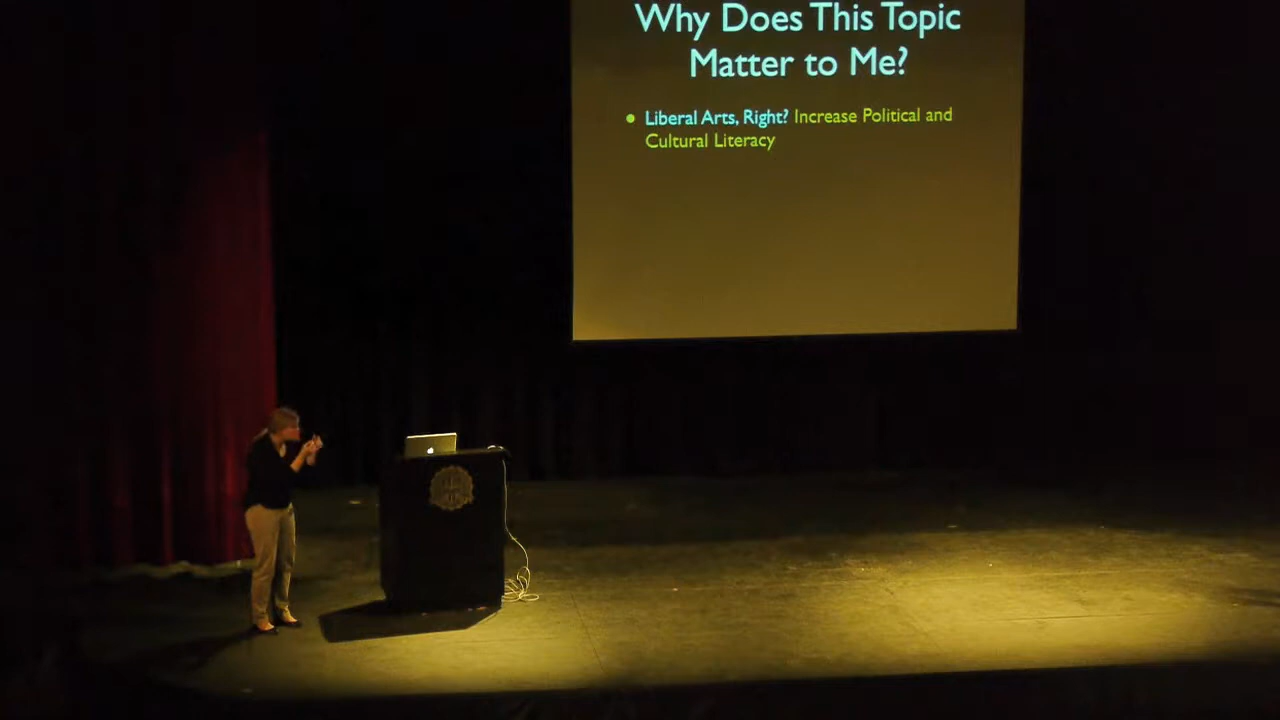 Why Does This Topic
Matter to Me?
Liberal Arts, Right? Increase Political and
Cultural Literacy